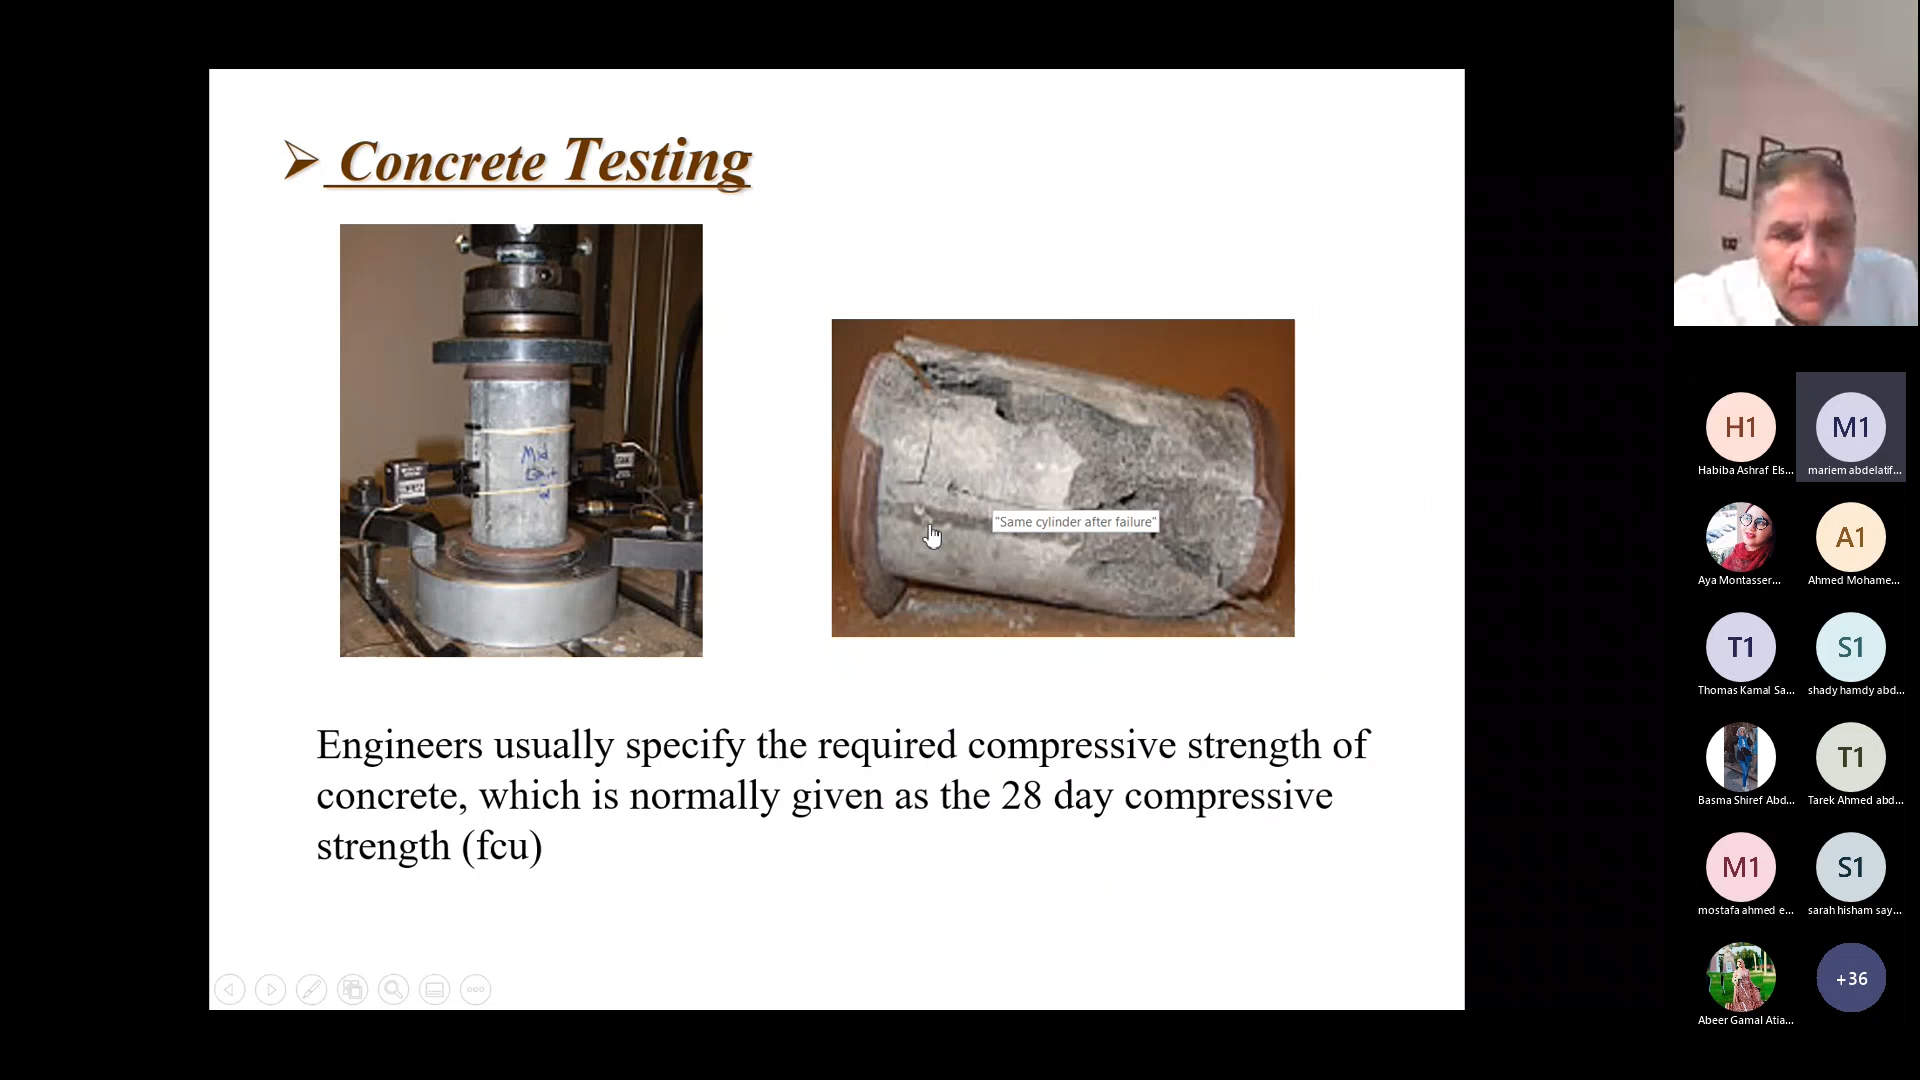 Concrete Testing
Mid
"Same cylinder after failure"
Engineers usually specify the required compressive strength of
concrete, which is normally given as the 28 day compressive
strength (fcu)
H1
M1
Habiba Ashraf Els...
mariem abdelatif...
A1
Aya Montasser...
Ahmed Mohame...
T1
S1
Thomas Kamal Sa...
shady hamdy abd...
T1
Basma Shiref Abd...
Tarek Ahmed abd...
M1
S1
mostafa ahmed e...
sarah hisham say...
+36
Abeer Gamal Atia...